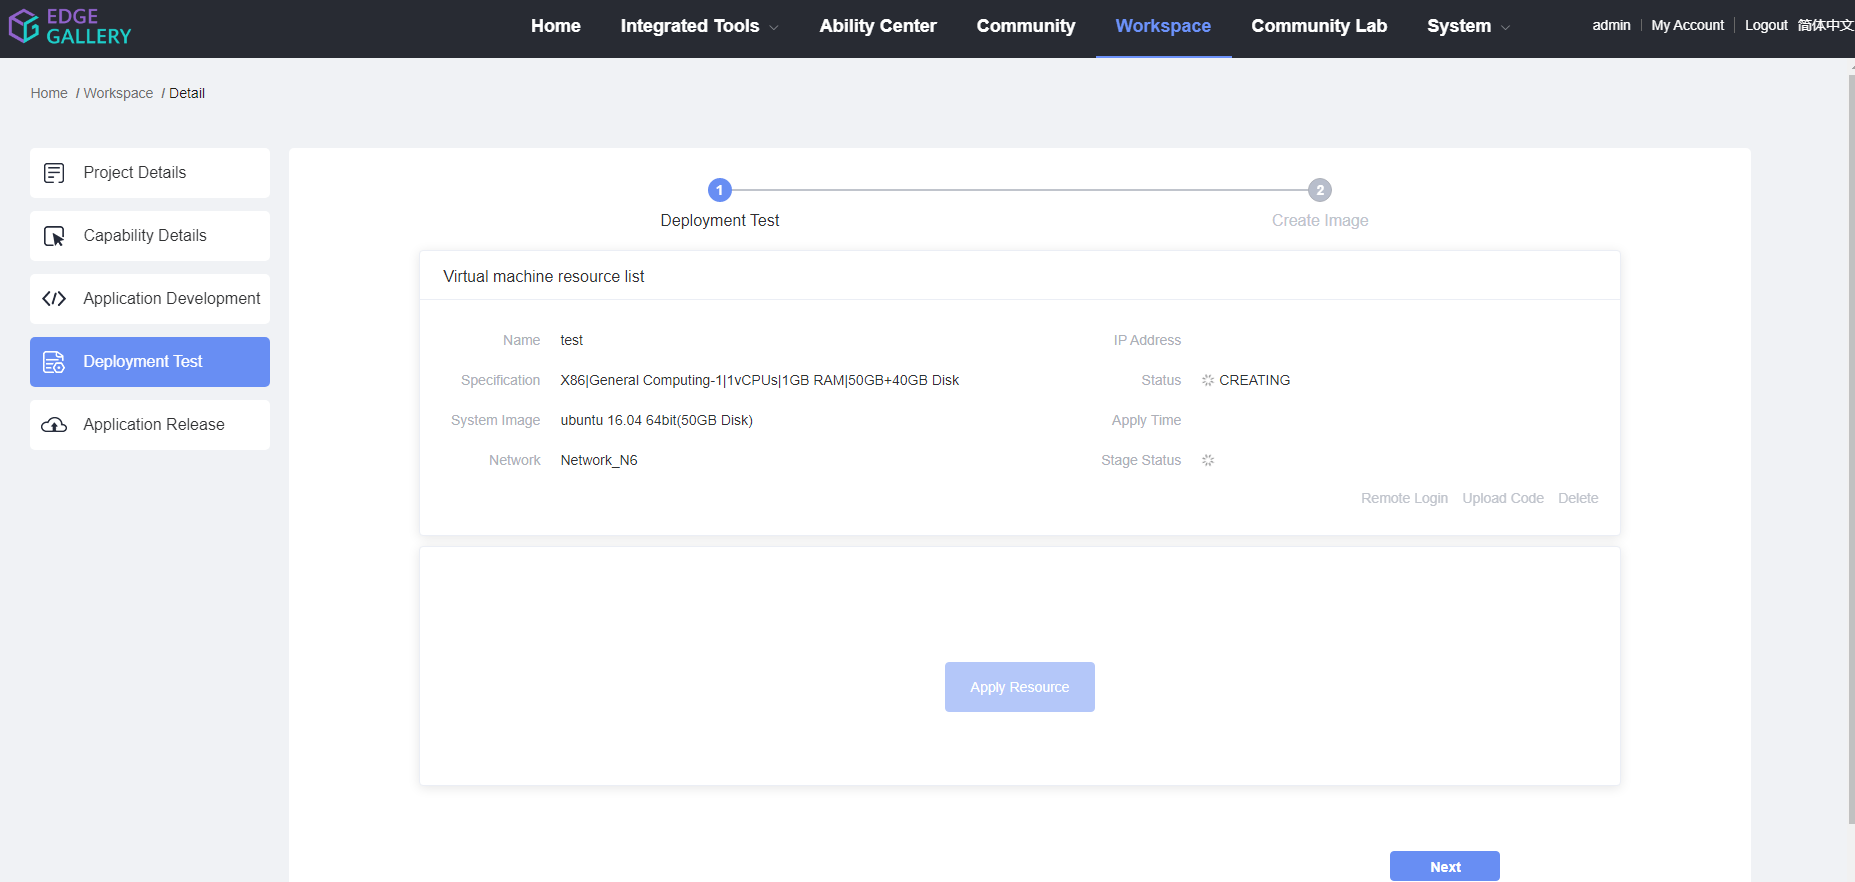 EDGE GALLERY
Home Integrated Tools Ability Center Community Workspace Community Lab System admin My Account Logout 简体中文
Home / Workspace / Detail
Project Details
Capability Details
Application Development
Deployment Test
Application Release
1 2
Deployment Test Create Image
Virtual machine resource list
Name test IP Address
Specification X86|General Computing-1|1vCPUs|1GB RAM|50GB+40GB Disk Status CREATING
System Image ubuntu 16.04 64bit(50GB Disk) Apply Time
Network Network_N6 Stage Status
Remote Login Upload Code Delete
Apply Resource
Next